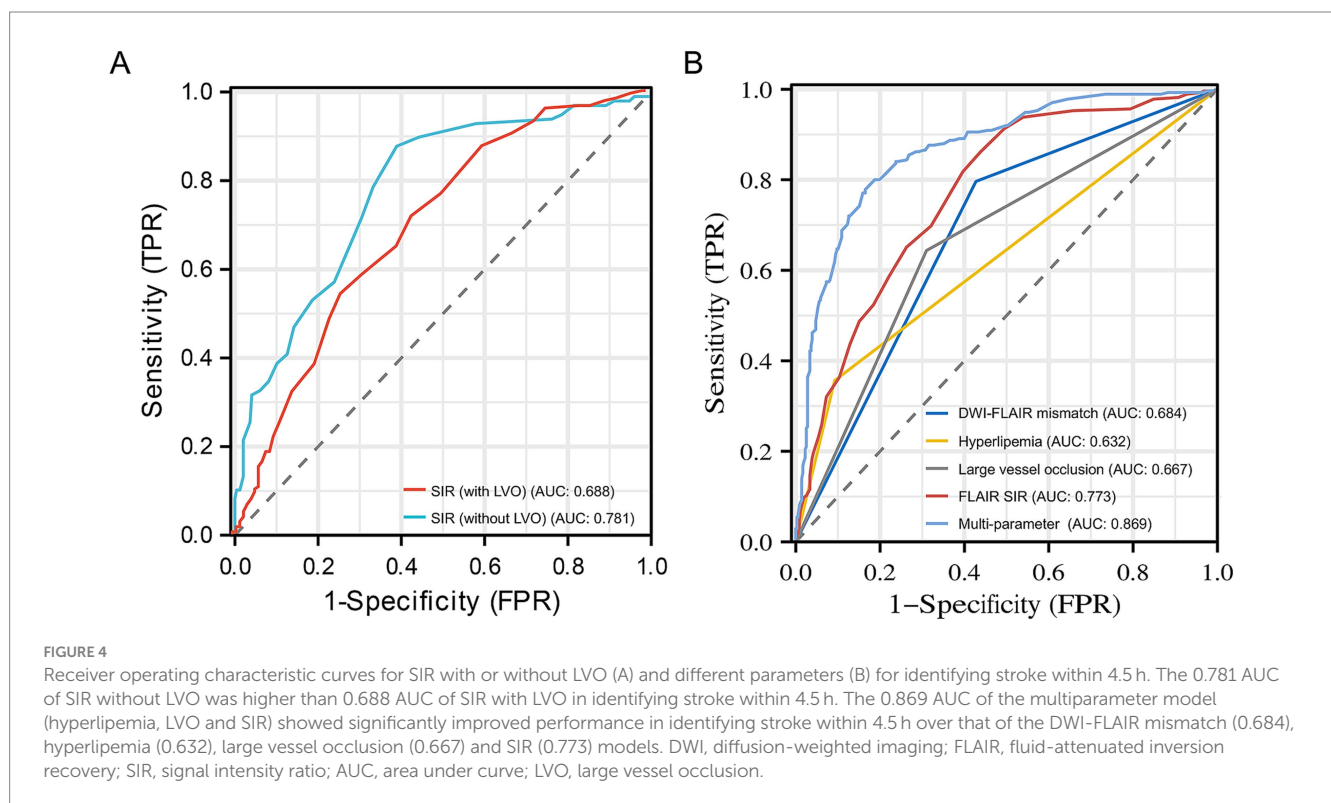 A
1.0
0.8
0.6
0.4
0.2
0.0
Sensitivity (TPR)
SIR (with LVO) (AUC: 0.688)
SIR (without LVO) (AUC: 0.781)
0.0 0.2 0.4 0.6 0.8 1.0
1-Specificity (FPR)
B
1.0
0.8
0.6
0.4
0.2
0.0
Sensitivity (TPR)
DWI-FLAIR mismatch (AUC: 0.684)
Hyperlipemia (AUC: 0.632)
Large vessel occlusion (AUC: 0.667)
FLAIR SIR (AUC: 0.773)
Multi-parameter (AUC: 0.869)
0.0 0.2 0.4 0.6 0.8 1.0
1−Specificity (FPR)
FIGURE 4
Receiver operating characteristic curves for SIR with or without LVO (A) and different parameters (B) for identifying stroke within 4.5 h. The 0.781 AUC
of SIR without LVO was higher than 0.688 AUC of SIR with LVO in identifying stroke within 4.5 h. The 0.869 AUC of the multiparameter model
(hyperlipemia, LVO and SIR) showed significantly improved performance in identifying stroke within 4.5 h over that of the DWI-FLAIR mismatch (0.684),
hyperlipemia (0.632), large vessel occlusion (0.667) and SIR (0.773) models. DWI, diffusion-weighted imaging; FLAIR, fluid-attenuated inversion
recovery; SIR, signal intensity ratio; AUC, area under curve; LVO, large vessel occlusion.